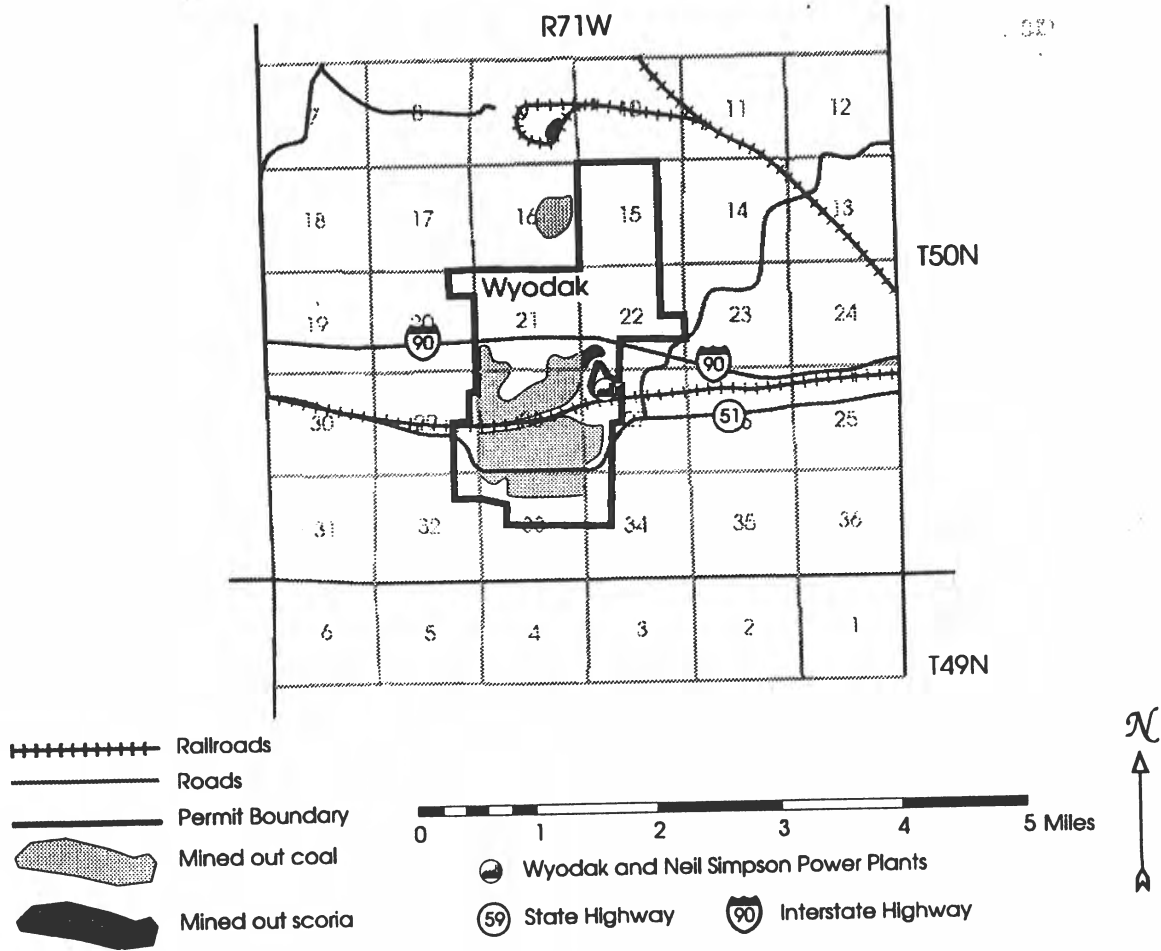 R71W
7 8 10 11 12
18 17 16 15 14 13
T50N
Wyodak
19 20 21 22 23 24
90
90
30 51 25
31 32 33 34 35 36
6 5 4 3 2 1
T49N
Railroads
Roads
Permit Boundary
Mined out coal
Mined out scoria
0 1 2 3 4 5 Miles
Wyodak and Neil Simpson Power Plants
59 State Highway 90 Interstate Highway
N